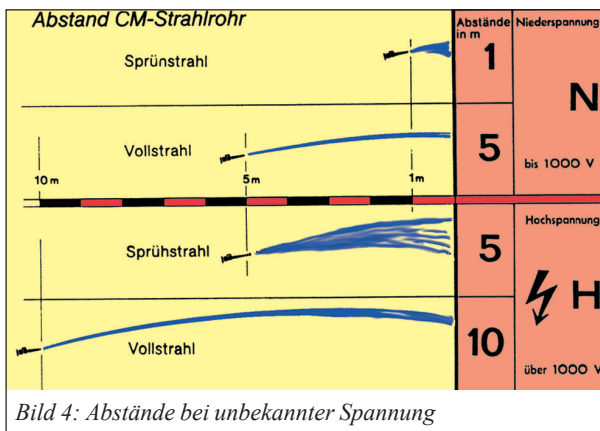 Abstand CM-Strahlrohr
Abstände
in m
Niederspannung
Sprünstrahl
1
N
Vollstrahl
5
bis 1000 V
10 m
5 m
1 m
Sprühstrahl
5
Hochspannung
H
Vollstrahl
10
über 1000 V
Bild 4: Abstände bei unbekannter Spannung